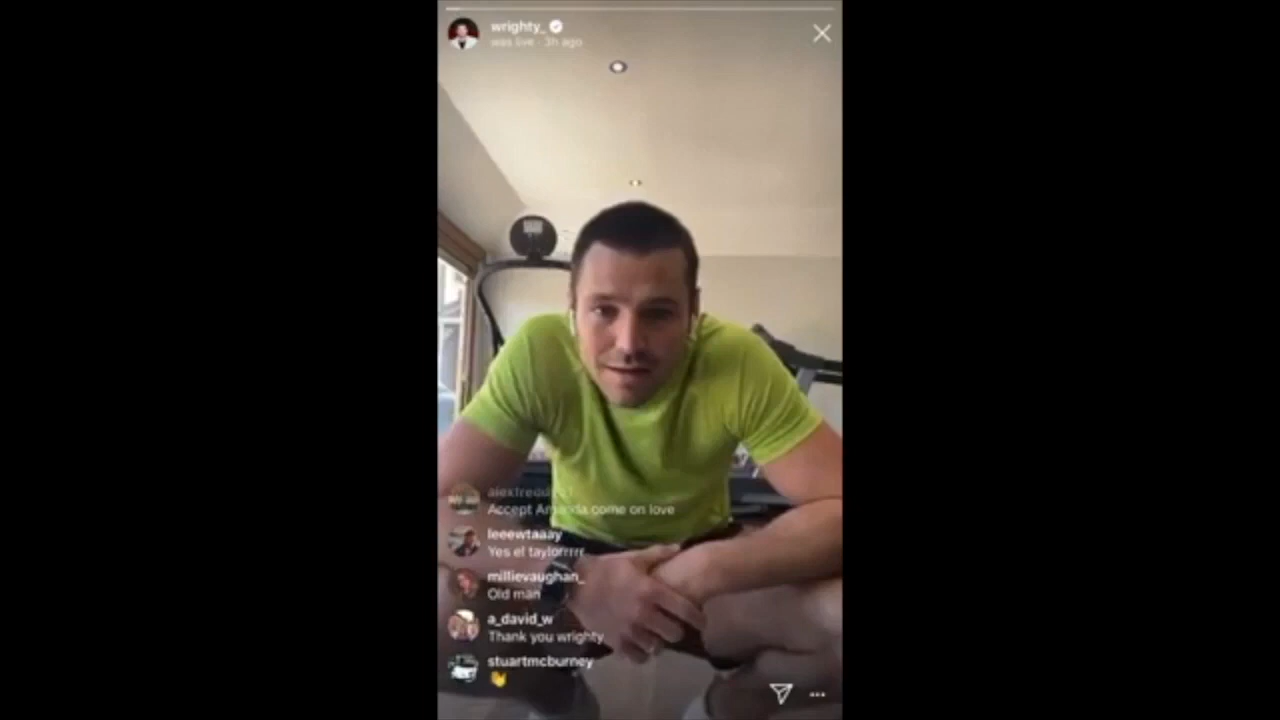 wrighty_
was live · 3h ago
Accept Amanda come on love
leeewtaaay
Yes el taylorrrrr
millievaughan_
Old man
a_david_w
Thank you wrighty
stuartmcburney